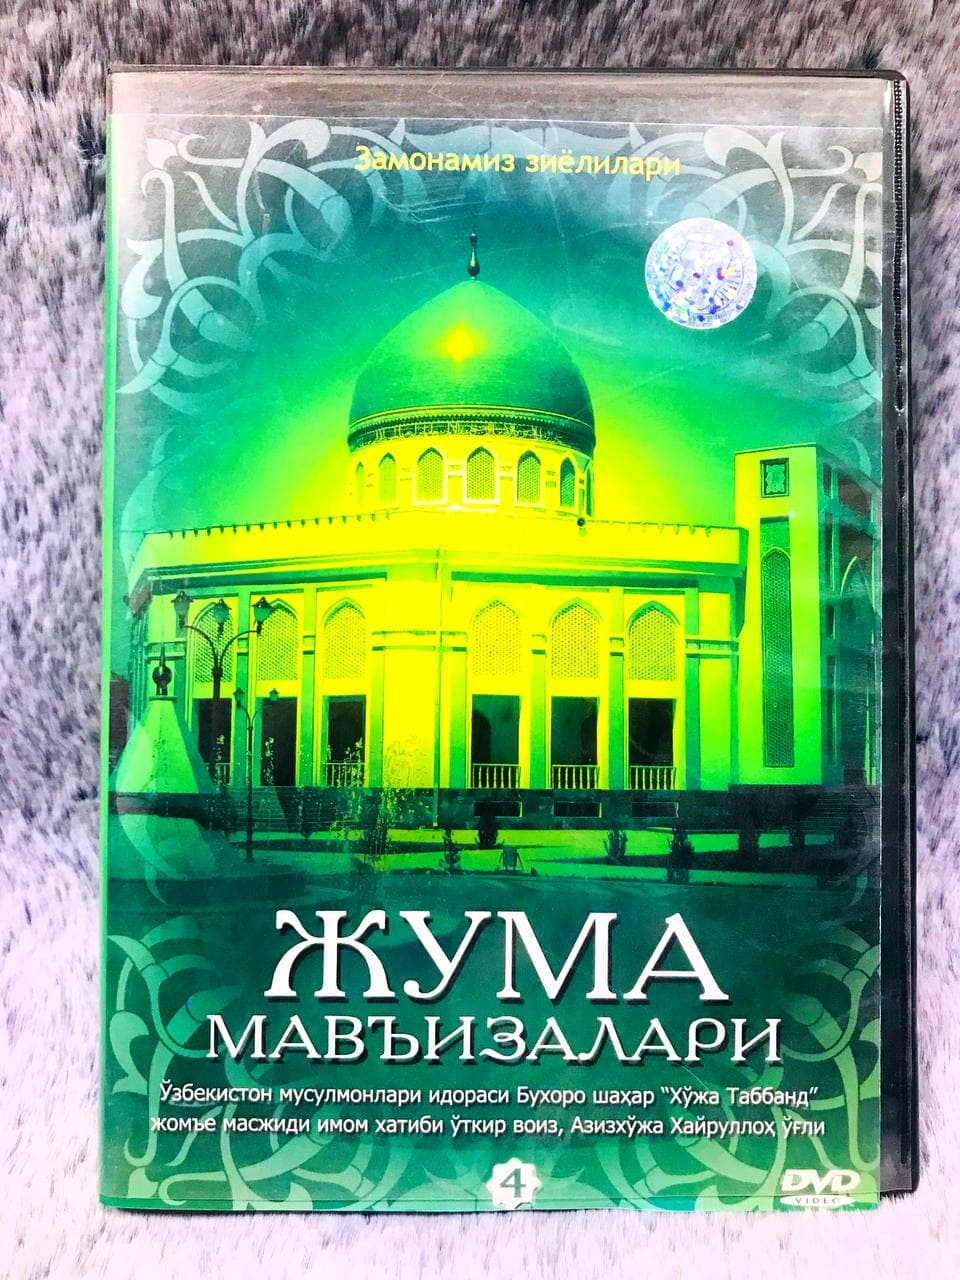 Замонамиз зиёлилари
ЖУМА
МАВЪИЗАЛАРИ
Ўзбекистон мусулмонлари идораси Бухоро шаҳар “Хўжа Таббанд”
жомъе масжиди имом хатиби ўткир воиз, Азизхўжа Хайруллоҳ ўғли
4
DVD
VIDEO